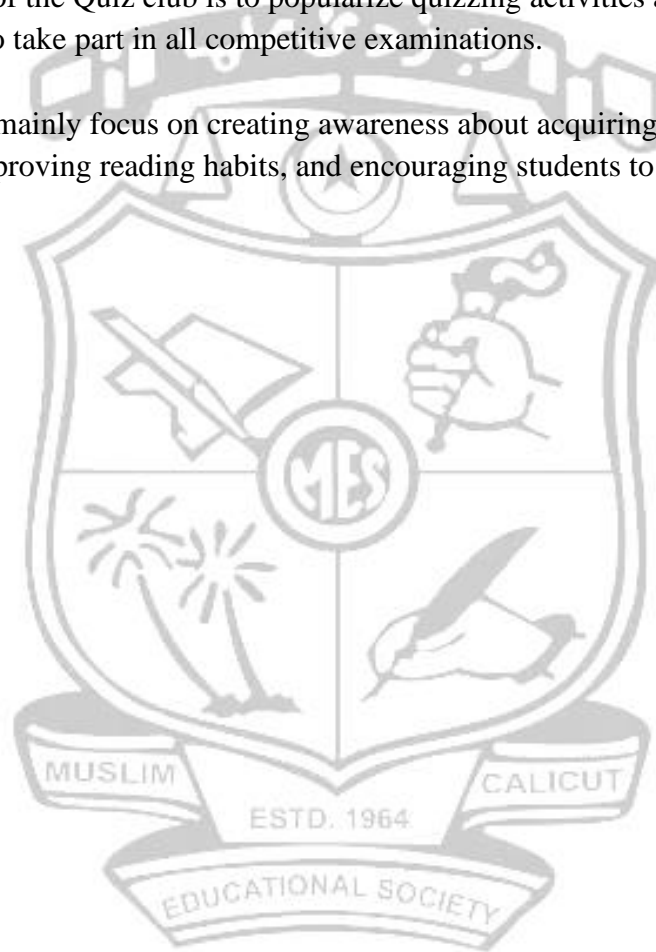 of the Quiz club is to popularize quizzing activities a
o take part in all competitive examinations.
mainly focus on creating awareness about acquiring
proving reading habits, and encouraging students to
MES
MUSLIM
CALICUT
ESTD. 1964
EDUCATIONAL SOCIETY